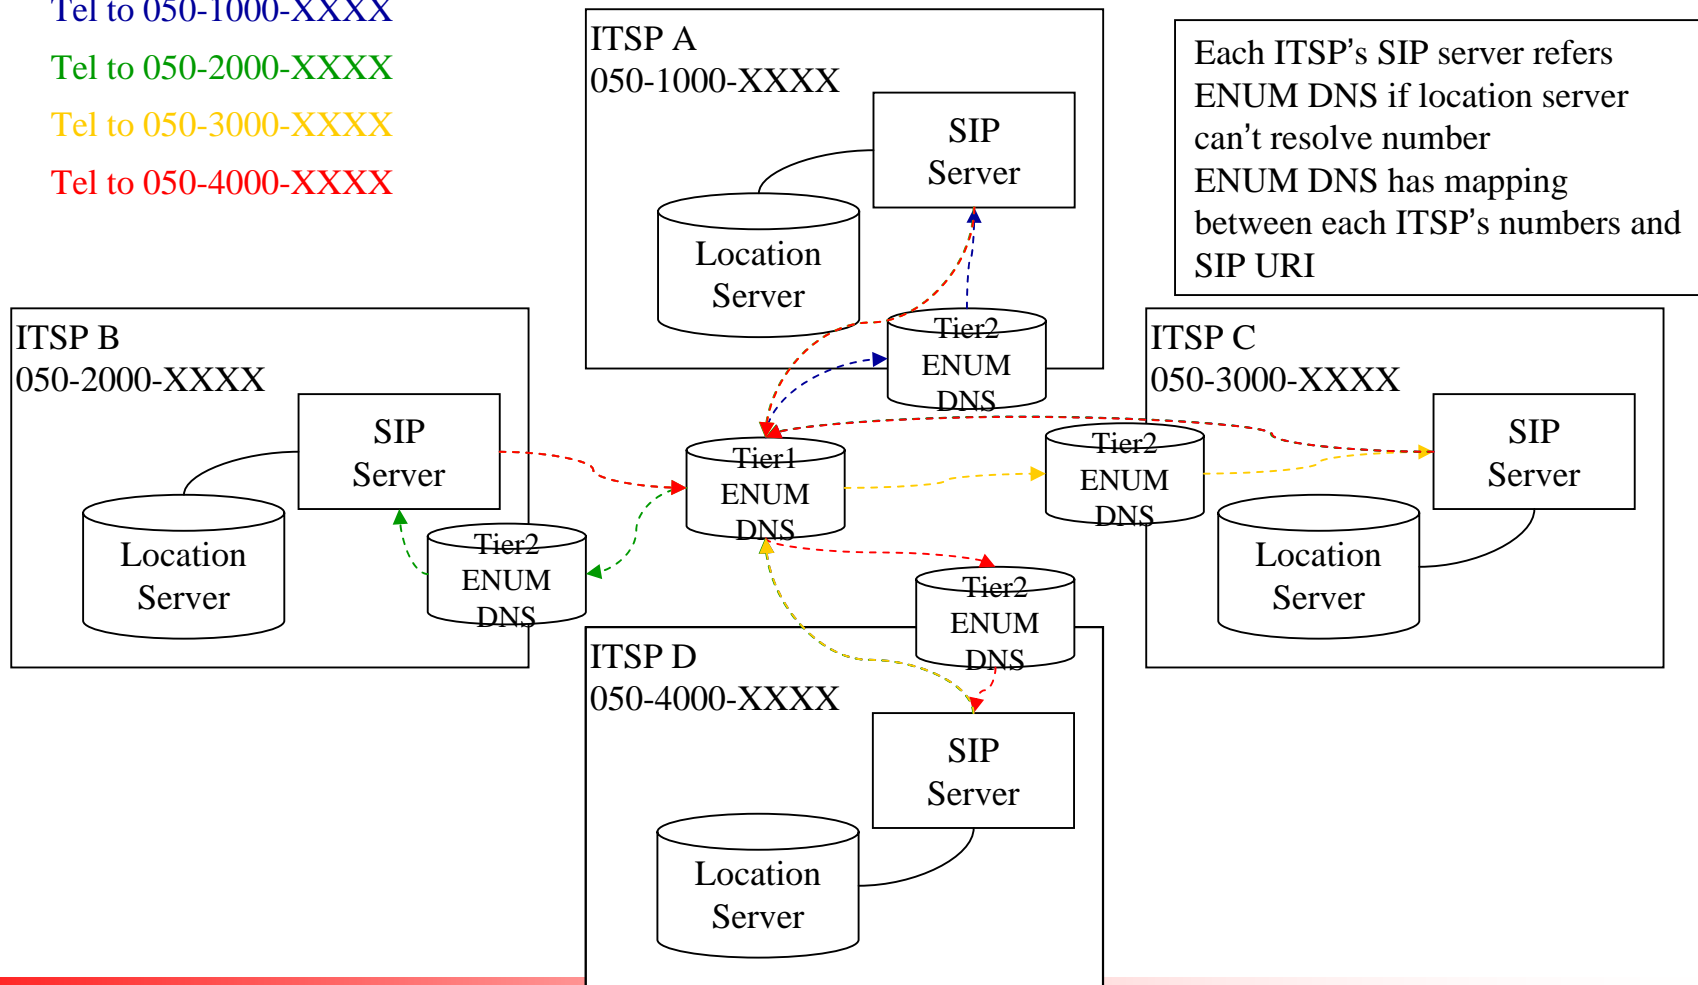 Tel to 050-1000-XXXX
Tel to 050-2000-XXXX
Tel to 050-3000-XXXX
Tel to 050-4000-XXXX
ITSP A
050-1000-XXXX
SIP
Server
Location
Server
Tier2
ENUM
DNS
Each ITSP’s SIP server refers
ENUM DNS if location server
can’t resolve number
ENUM DNS has mapping
between each ITSP’s numbers and
SIP URI
ITSP B
050-2000-XXXX
SIP
Server
Location
Server
Tier2
ENUM
DNS
Tier1
ENUM
DNS
ITSP C
050-3000-XXXX
Tier2
ENUM
DNS
SIP
Server
Location
Server
ITSP D
050-4000-XXXX
Tier2
ENUM
DNS
SIP
Server
Location
Server